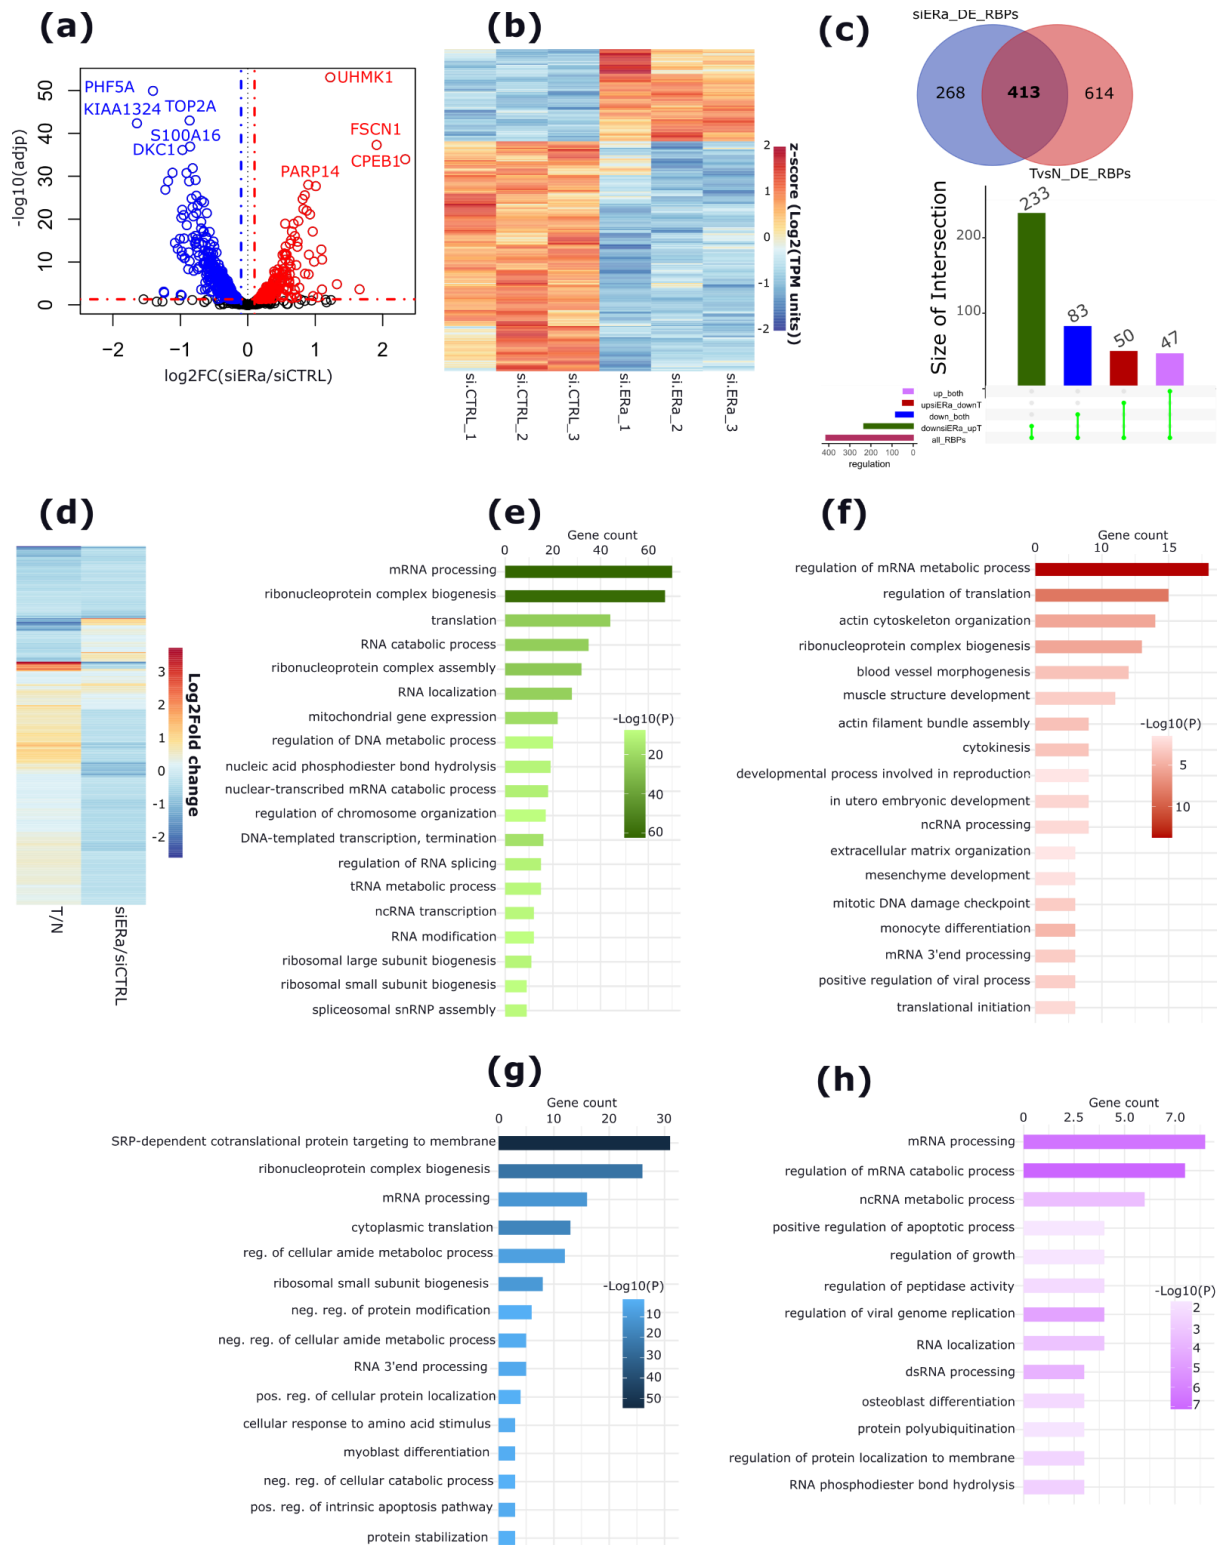 (a)
PHF5A
KIAA1324
TOP2A
S100A16
DKC1
UHMK1
FSCN1
CPEB1
PARP14
-log10(adjp)
50
40
30
20
10
0
−2
−1
0
1
2
log2FC(siERa/siCTRL)
(b)
2
1
0
-1
-2
z-score (Log2(TPM units))
si.CTRL_1
si.CTRL_2
si.CTRL_3
si.ERa_1
si.ERa_2
si.ERa_3
(c)
siERa_DE_RBPs
268
413
614
TvsN_DE_RBPs
Size of Intersection
200
100
233
83
50
47
up_both
upsiERa_downT
down_both
downsiERa_upT
all_RBPs
400 300 200 100 0
regulation
(d)
3
2
1
0
-1
-2
Log2Fold change
T/N
siERa/siCTRL
(e)
Gene count
0 20 40 60
mRNA processing
ribonucleoprotein complex biogenesis
translation
RNA catabolic process
ribonucleoprotein complex assembly
RNA localization
mitochondrial gene expression
regulation of DNA metabolic process
nucleic acid phosphodiester bond hydrolysis
nuclear-transcribed mRNA catabolic process
regulation of chromosome organization
DNA-templated transcription, termination
regulation of RNA splicing
tRNA metabolic process
ncRNA transcription
RNA modification
ribosomal large subunit biogenesis
ribosomal small subunit biogenesis
spliceosomal snRNP assembly
-Log10(P)
20
40
60
(f)
Gene count
0 10 15
regulation of mRNA metabolic process
regulation of translation
actin cytoskeleton organization
ribonucleoprotein complex biogenesis
blood vessel morphogenesis
muscle structure development
actin filament bundle assembly
cytokinesis
developmental process involved in reproduction
in utero embryonic development
ncRNA processing
extracellular matrix organization
mesenchyme development
mitotic DNA damage checkpoint
monocyte differentiation
mRNA 3'end processing
positive regulation of viral process
translational initiation
-Log10(P)
5
10
(g)
Gene count
0 10 20 30
SRP-dependent cotranslational protein targeting to membrane
ribonucleoprotein complex biogenesis
mRNA processing
cytoplasmic translation
reg. of cellular amide metaboloc process
ribosomal small subunit biogenesis
neg. reg. of protein modification
neg. reg. of cellular amide metabolic process
RNA 3'end processing
pos. reg. of cellular protein localization
cellular response to amino acid stimulus
myoblast differentiation
neg. reg. of cellular catabolic process
pos. reg. of intrinsic apoptosis pathway
protein stabilization
-Log10(P)
10
20
30
40
50
(h)
Gene count
0 2.5 5.0 7.0
mRNA processing
regulation of mRNA catabolic process
ncRNA metabolic process
positive regulation of apoptotic process
regulation of growth
regulation of peptidase activity
regulation of viral genome replication
RNA localization
dsRNA processing
osteoblast differentiation
protein polyubiquitination
regulation of protein localization to membrane
RNA phosphodiester bond hydrolysis
-Log10(P)
2
3
4
5
6
7